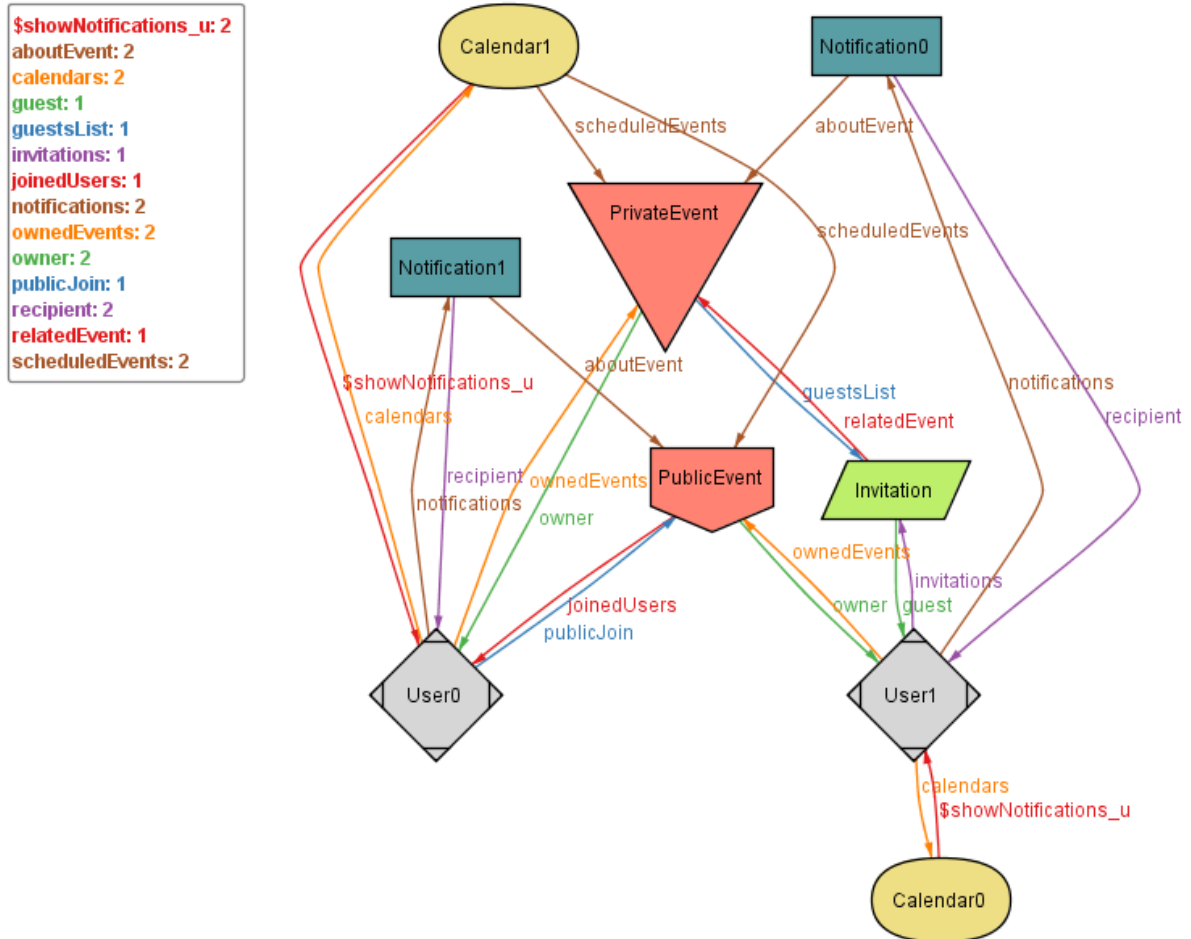 $showNotifications_u: 2
aboutEvent: 2
calendars: 2
guest: 1
guestsList: 1
invitations: 1
joinedUsers: 1
notifications: 2
ownedEvents: 2
owner: 2
publicJoin: 1
recipient: 2
relatedEvent: 1
scheduledEvents: 2
Calendar1
Notification0
scheduledEvents
aboutEvent
PrivateEvent
scheduledEvents
Notification1
aboutEvent
$showNotifications_u
notifications
guestsList
calendars
recipient
relatedEvent
recipient
ownedEvents
PublicEvent
Invitation
notifications
owner
ownedEvents
invitations
joinedUsers
owner
guest
publicJoin
User0
User1
calendars
$showNotifications_u
Calendar0